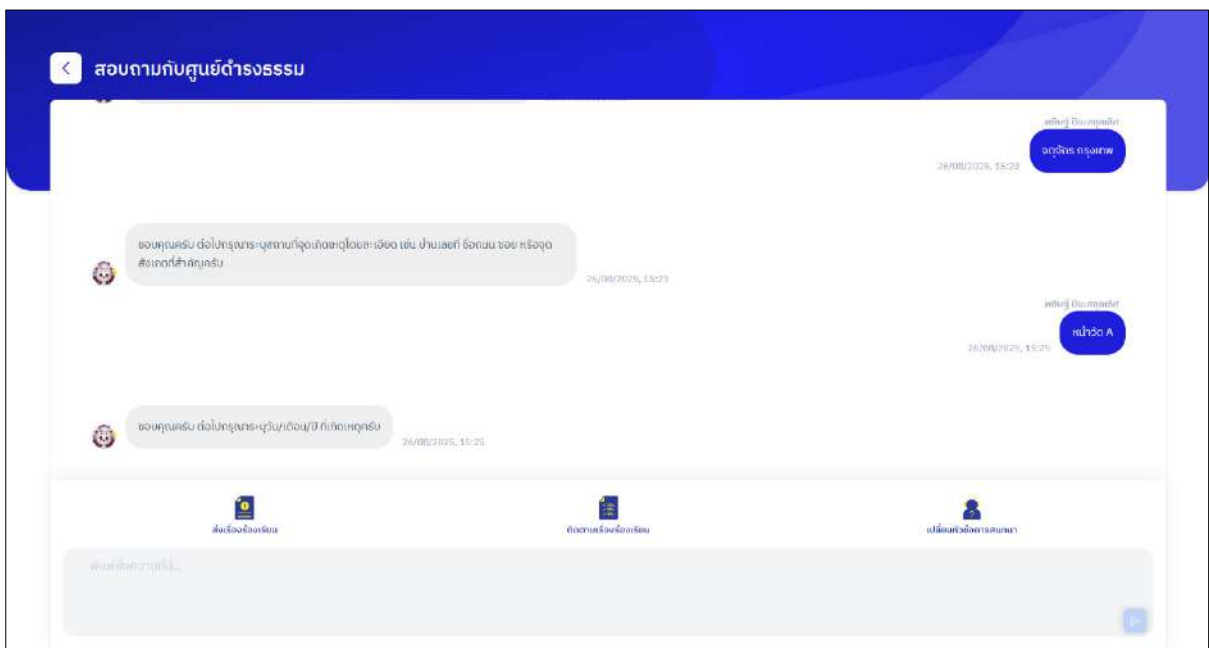 สอบถามกับศูนย์ดำรงธรรม
จตุจักร กรุงเทพ
26/08/2025, 15:23
ขอบคุณครับ ต่อไปกรุณาระบุสถานที่จุดเกิดเหตุโดยละเอียด เช่น บ้านเลขที่ ชื่อถนน ซอย หรือจุด
สังเกตที่สำคัญครับ
26/08/2025, 15:23
หน้าวัด A
26/08/2025, 15:25
ขอบคุณครับ ต่อไปกรุณาระบุวัน/เดือน/ปี ที่เกิดเหตุครับ
26/08/2025, 15:25
ส่งเรื่องร้องเรียน
ติดตามเรื่องร้องเรียน
เปลี่ยนหัวข้อการสนทนา
พิมพ์ข้อความที่นี่...